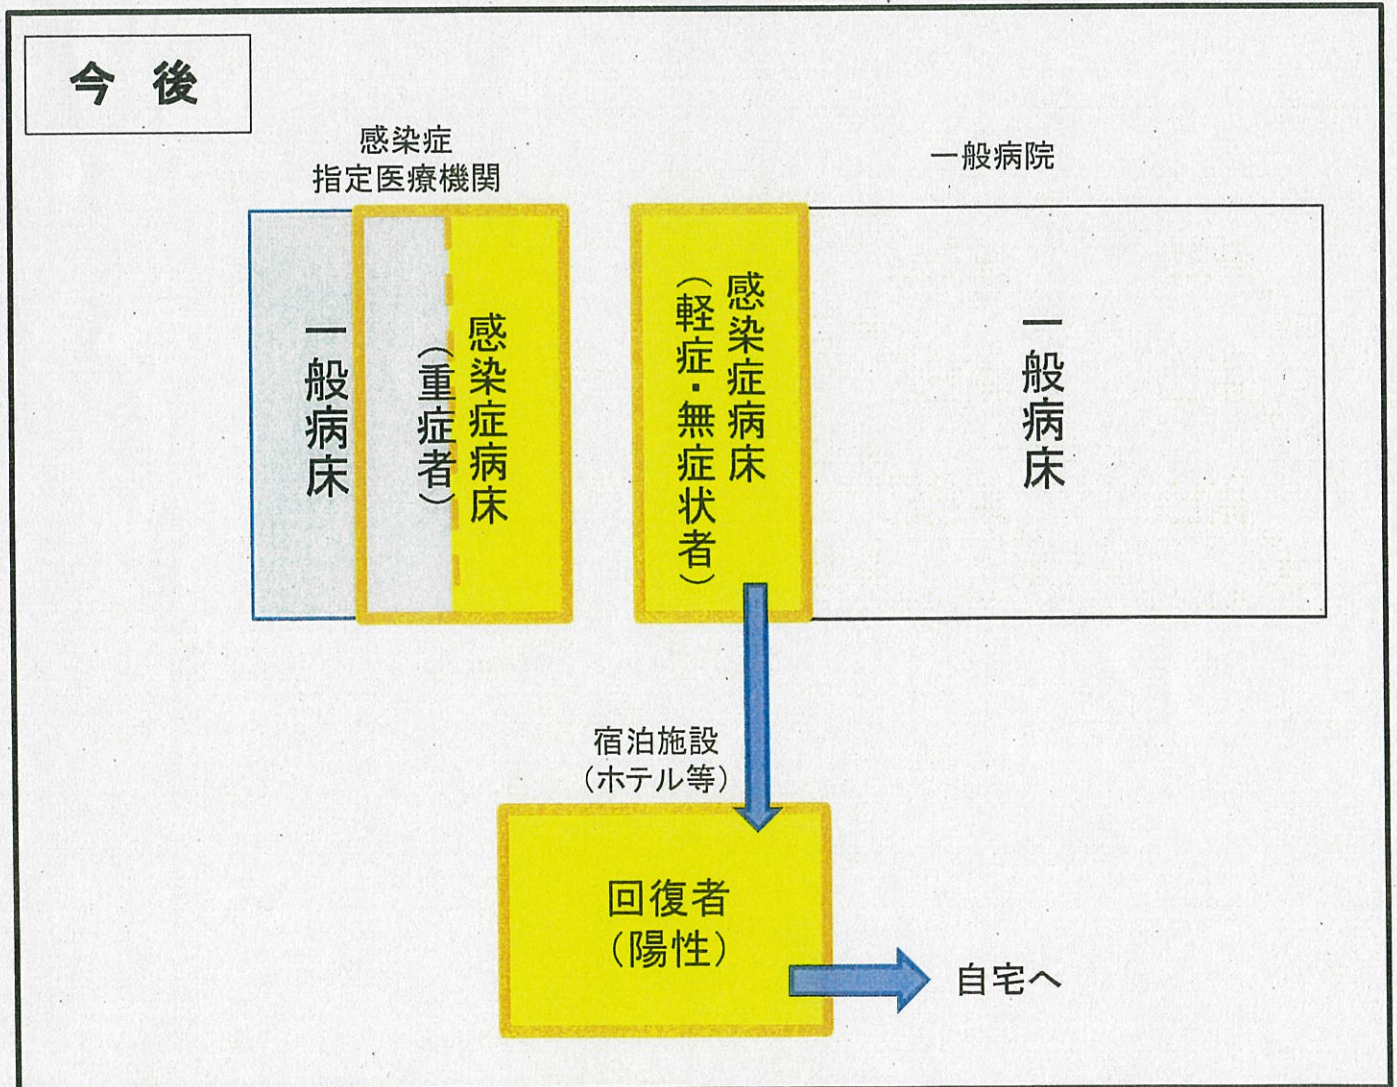 今後
感染症
指定医療機関
一般病院
一般病床
感染症病床
（重症者）
感染症病床
（軽症・無症状者）
一般病床
宿泊施設
（ホテル等）
回復者
（陽性）
自宅へ